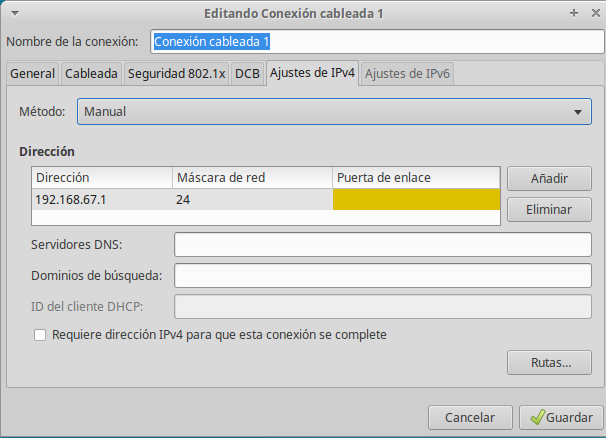 Editando Conexión cableada 1
Nombre de la conexión: Conexión cableada 1
General Cableada Seguridad 802.1x DCB Ajustes de IPv4 Ajustes de IPv6
Método: Manual
Dirección
Dirección Máscara de red Puerta de enlace Añadir
192.168.67.1 24
Eliminar
Servidores DNS:
Dominios de búsqueda:
ID del cliente DHCP:
Requiere dirección IPv4 para que esta conexión se complete
Rutas...
Cancelar Guardar